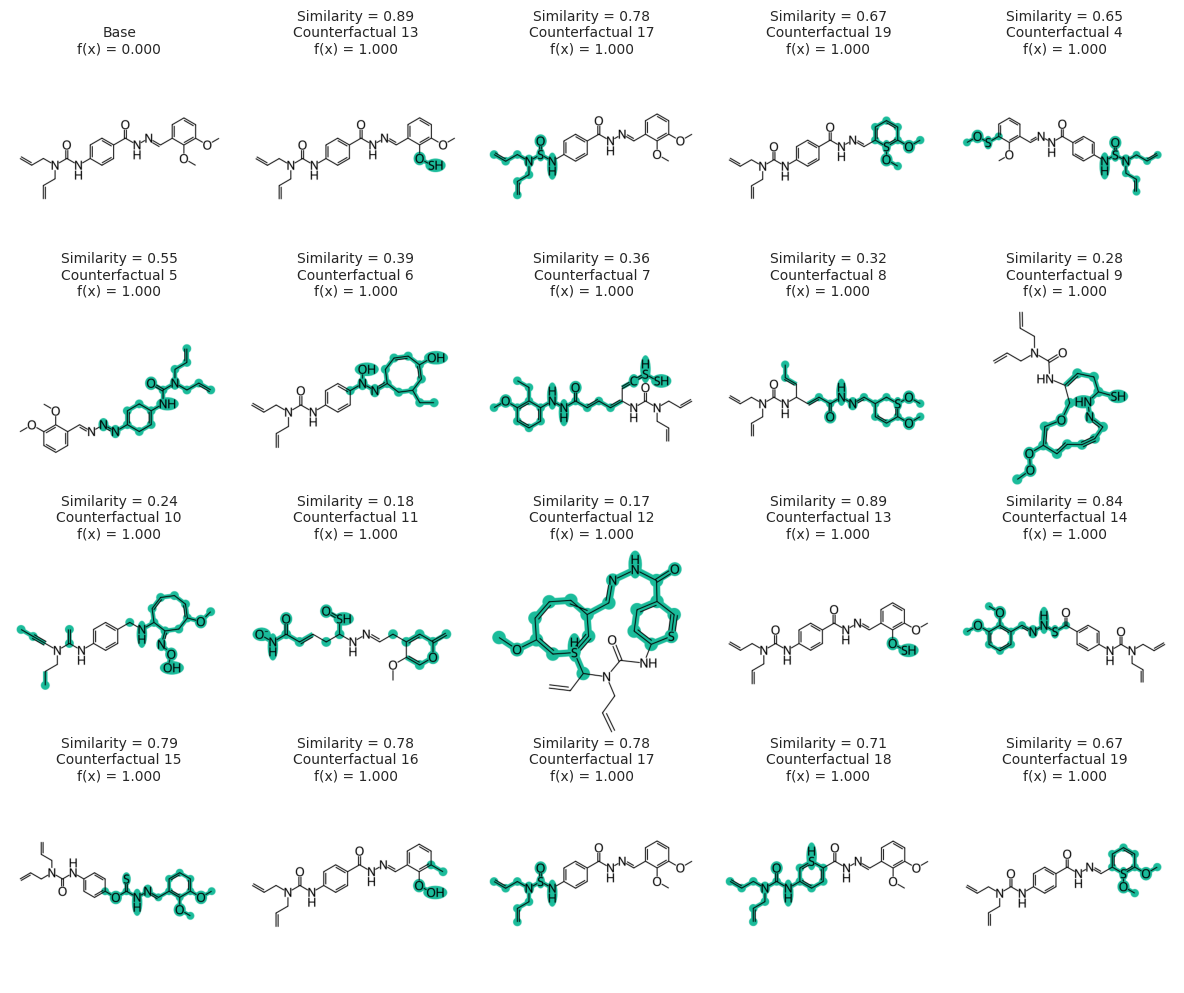 Base
f(x) = 0.000
Similarity = 0.89
Counterfactual 13
f(x) = 1.000
Similarity = 0.78
Counterfactual 17
f(x) = 1.000
Similarity = 0.67
Counterfactual 19
f(x) = 1.000
Similarity = 0.65
Counterfactual 4
f(x) = 1.000
Similarity = 0.55
Counterfactual 5
f(x) = 1.000
Similarity = 0.39
Counterfactual 6
f(x) = 1.000
Similarity = 0.36
Counterfactual 7
f(x) = 1.000
Similarity = 0.32
Counterfactual 8
f(x) = 1.000
Similarity = 0.28
Counterfactual 9
f(x) = 1.000
Similarity = 0.24
Counterfactual 10
f(x) = 1.000
Similarity = 0.18
Counterfactual 11
f(x) = 1.000
Similarity = 0.17
Counterfactual 12
f(x) = 1.000
Similarity = 0.89
Counterfactual 13
f(x) = 1.000
Similarity = 0.84
Counterfactual 14
f(x) = 1.000
Similarity = 0.79
Counterfactual 15
f(x) = 1.000
Similarity = 0.78
Counterfactual 16
f(x) = 1.000
Similarity = 0.78
Counterfactual 17
f(x) = 1.000
Similarity = 0.71
Counterfactual 18
f(x) = 1.000
Similarity = 0.67
Counterfactual 19
f(x) = 1.000